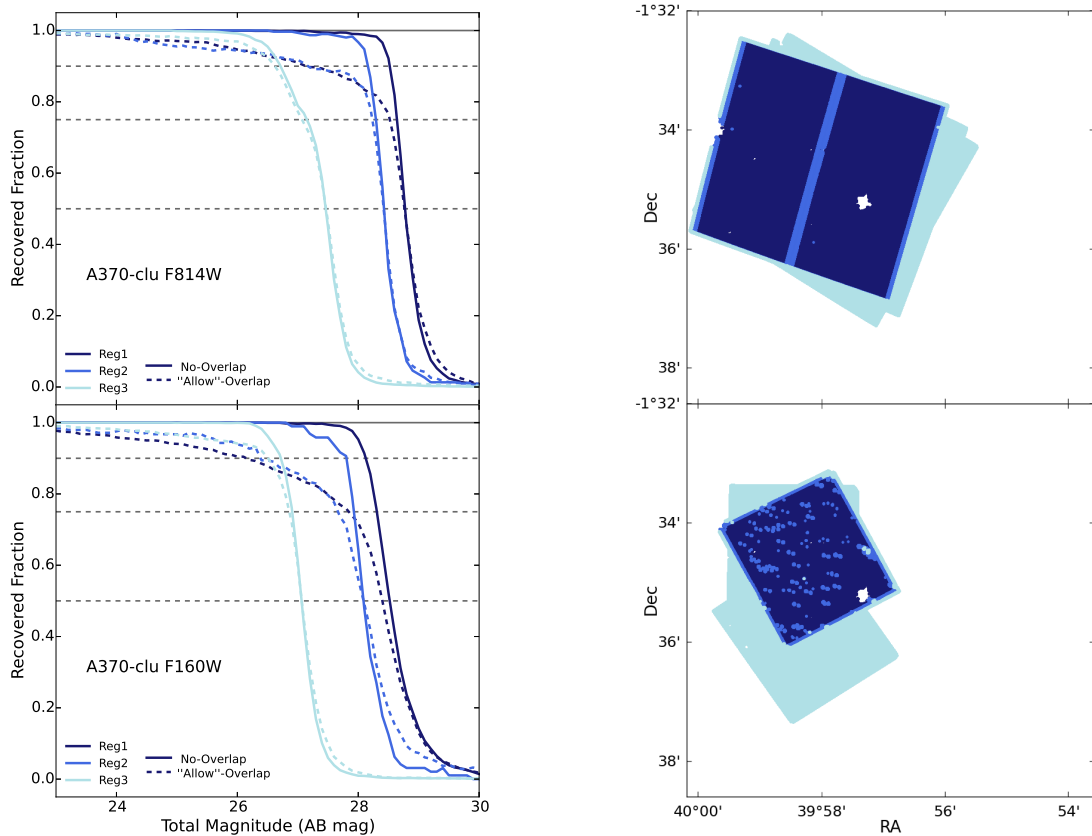 1.0
0.8
0.6
0.4
0.2
0.0
Recovered Fraction
A370-clu F814W
Reg1
Reg2
Reg3
No-Overlap
"Allow"-Overlap
-1°32'
34'
36'
38'
Dec
1.0
0.8
0.6
0.4
0.2
0.0
Recovered Fraction
A370-clu F160W
Reg1
Reg2
Reg3
No-Overlap
"Allow"-Overlap
24
26
28
30
Total Magnitude (AB mag)
-1°32'
34'
36'
38'
Dec
40°00'
39°58'
56'
54'
RA